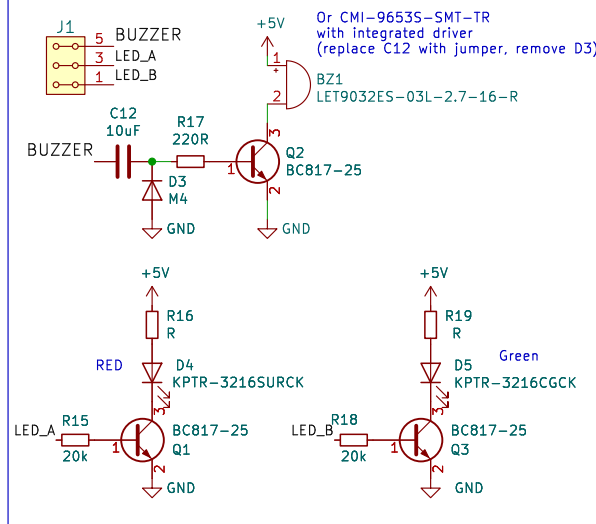 J1
5 BUZZER
3 LED_A
1 LED_B
+5V
Or CMI-9653S-SMT-TR
with integrated driver
(replace C12 with jumper, remove D3)
1
+
BZ1
2
LET9032ES-03L-2.7-16-R
C12
10uF
R17
220R
3
BUZZER
Q2
1
BC817-25
D3
M4
2
GND
GND
+5V
R16
R
RED
D4
KPTR-3216SURCK
3
LED_A
R15
20k
1
BC817-25
Q1
2
GND
+5V
R19
R
Green
D5
KPTR-3216CGCK
3
LED_B
R18
20k
1
BC817-25
Q3
2
GND